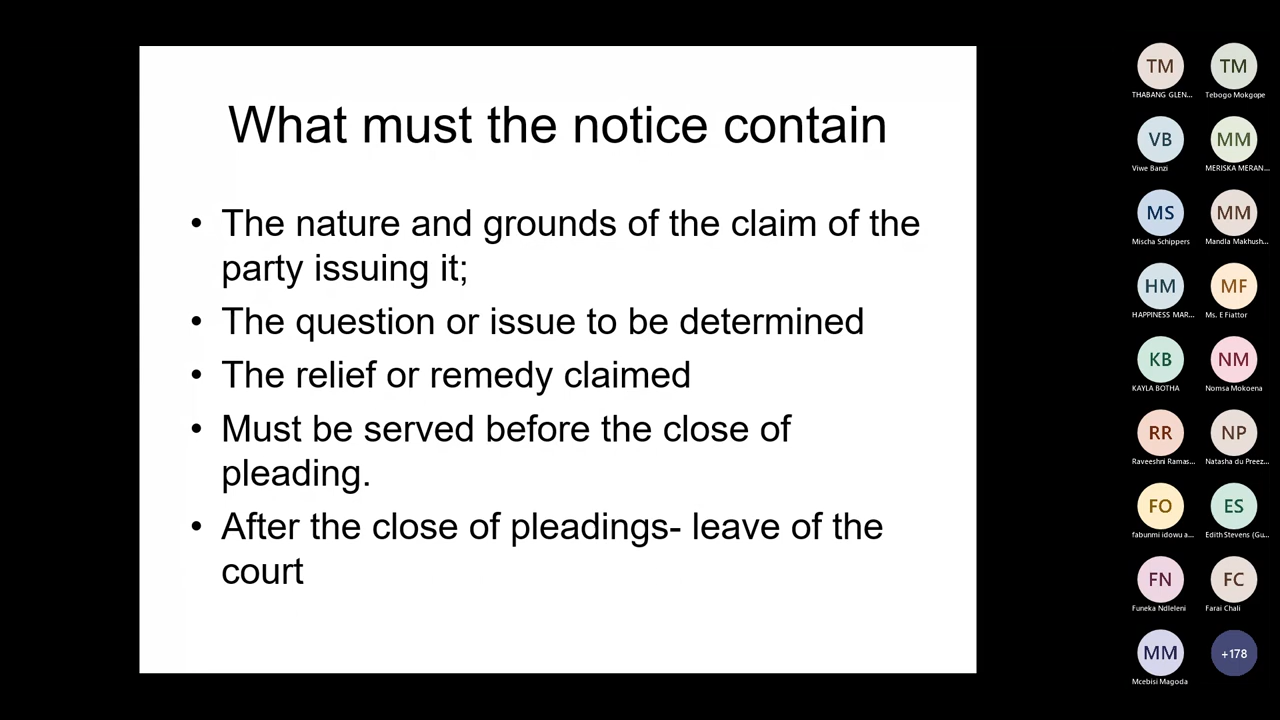 What must the notice contain
• The nature and grounds of the claim of the
party issuing it;
• The question or issue to be determined
• The relief or remedy claimed
• Must be served before the close of
pleading.
• After the close of pleadings- leave of the
court
TM TM
THABANG GLEN... Tebogo Mokgope
VB MM
Viwe Banzi MERISKA MERAN...
MS MM
Mischa Schippers Mandla Makhush...
HM MF
HAPPINESS MAR... Ms. E Fiattor
KB NM
KAYLA BOTHA Nomsa Mokoena
RR NP
Raveeshni Ramas... Natasha du Preez...
FO ES
fabunmi idowu a... Edith Stevens (Gu...
FN FC
Funeka Ndleleni Farai Chali
MM +178
Mcebisi Magoda